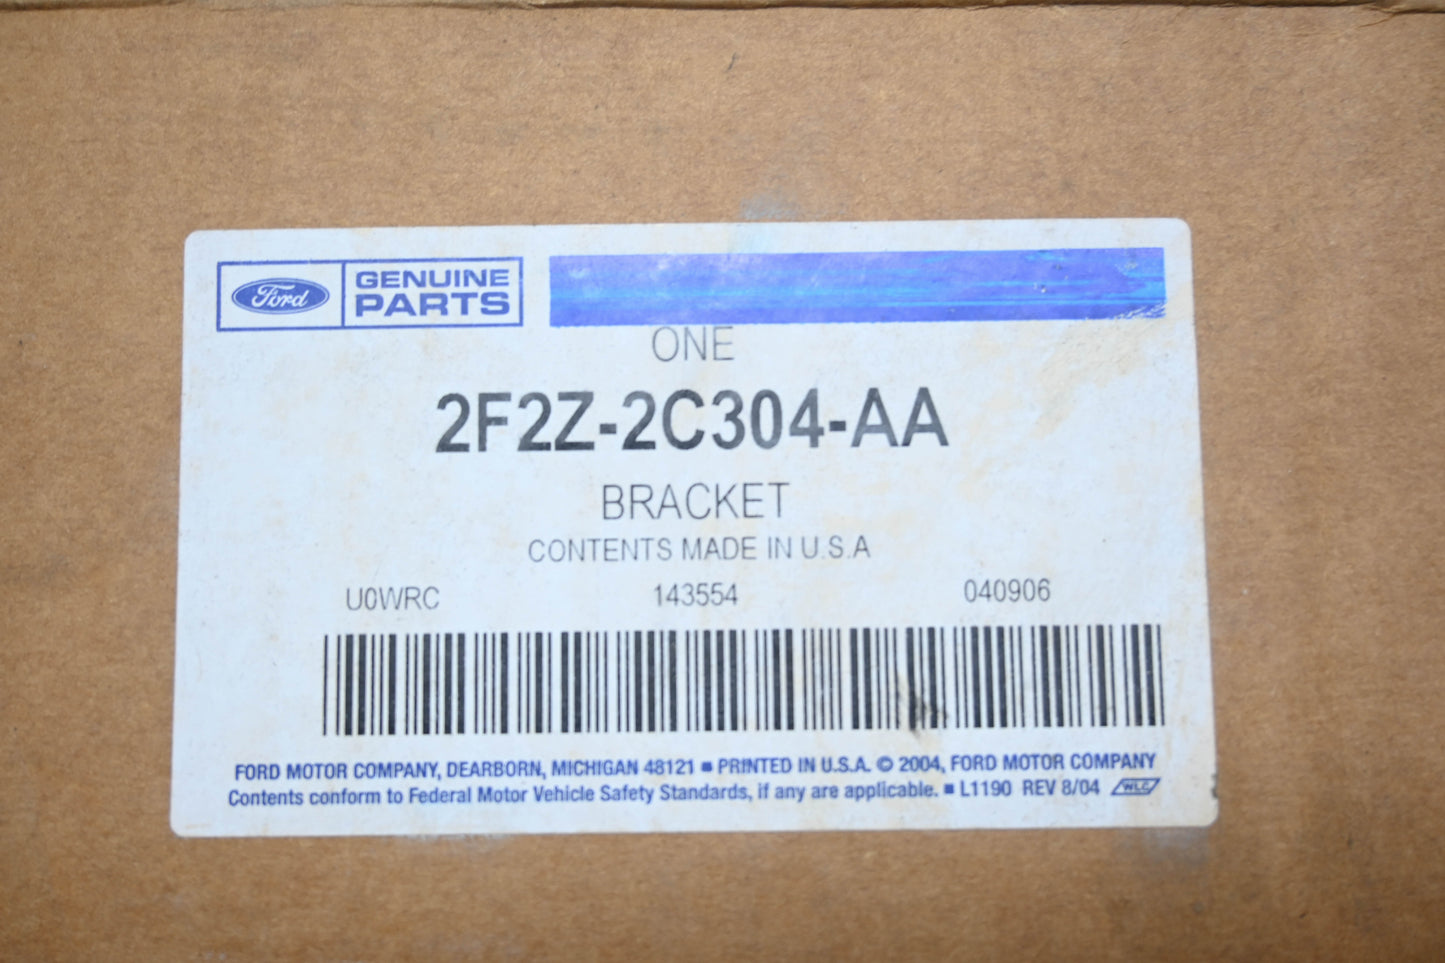 Ford GENUINE
PARTS
ONE
2F2Z-2C304-AA
BRACKET
CONTENTS MADE IN U.S.A
U0WRC 143554 040906
FORD MOTOR COMPANY, DEARBORN, MICHIGAN 48121 ■ PRINTED IN U.S.A. © 2004, FORD MOTOR COMPANY
Contents conform to Federal Motor Vehicle Safety Standards, if any are applicable. ■ L1190 REV 8/04 WLC